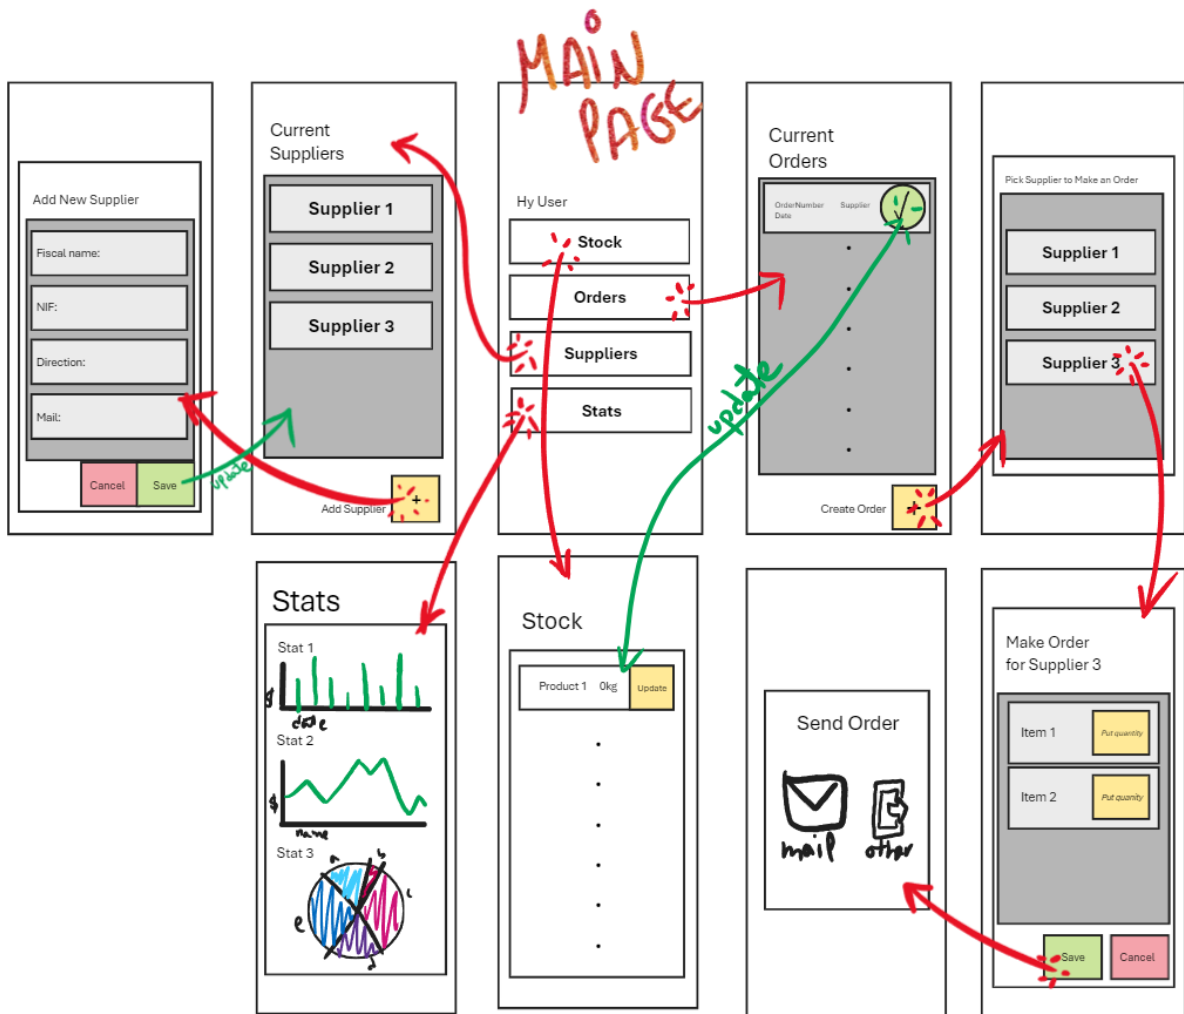 MAiN
PAGE
Add New Supplier
Fiscal name:
NIF:
Direction:
Mail:
Cancel
Save
update
Current
Suppliers
Supplier 1
Supplier 2
Supplier 3
Add Supplier
+
Hy User
Stock
Orders
Suppliers
Stats
Current
Orders
OrderNumber Supplier
Date
update
Create Order
+
Pick Supplier to Make an Order
Supplier 1
Supplier 2
Supplier 3
Stats
Stat 1
$
date
Stat 2
$
name
Stat 3
a
b
c
d
e
Stock
Product 1 0kg Update
Send Order
mail
other
Make Order
for Supplier 3
Item 1 Put quantity
Item 2 Put quanity
Save
Cancel